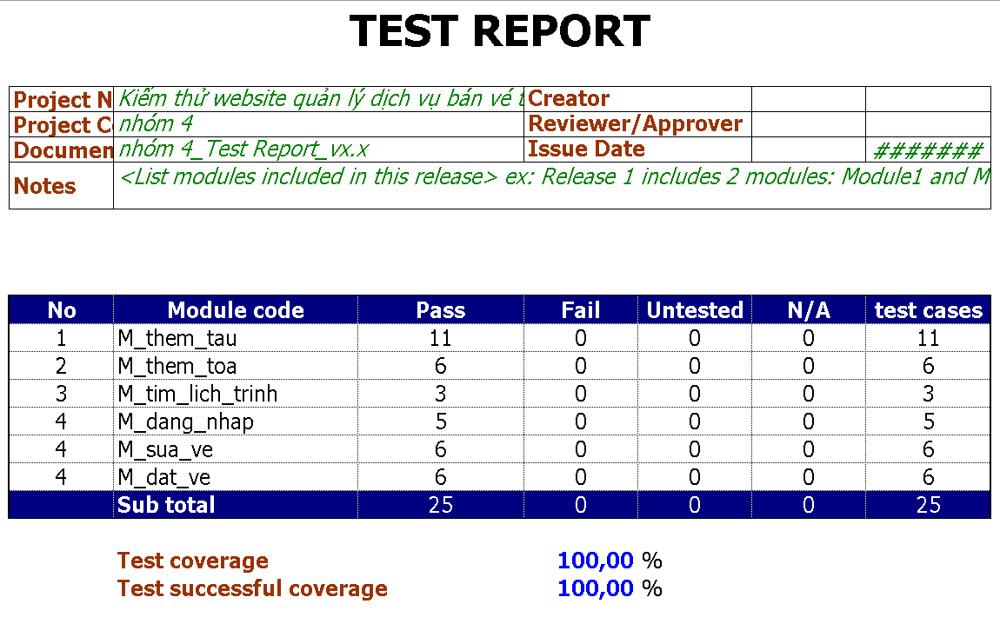 TEST REPORT
Project N Kiểm thử website quản lý dịch vụ bán vé t Creator
Project C nhóm 4 Reviewer/Approver
Documen nhóm 4_Test Report_vx.x Issue Date #######
Notes <List modules included in this release> ex: Release 1 includes 2 modules: Module1 and M
No Module code Pass Fail Untested N/A test cases
1 M_them_tau 11 0 0 0 11
2 M_them_toa 6 0 0 0 6
3 M_tim_lich_trinh 3 0 0 0 3
4 M_dang_nhap 5 0 0 0 5
4 M_sua_ve 6 0 0 0 6
4 M_dat_ve 6 0 0 0 6
Sub total 25 0 0 0 25
Test coverage 100,00 %
Test successful coverage 100,00 %